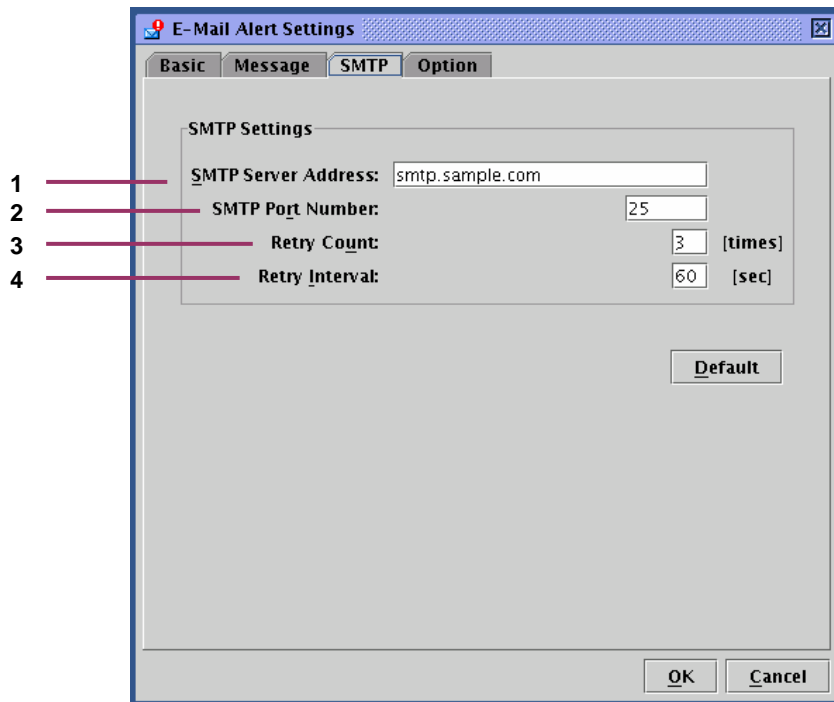 E-Mail Alert Settings
Basic Message SMTP Option
SMTP Settings
1 SMTP Server Address: smtp.sample.com
2 SMTP Port Number: 25
3 Retry Count: 3 [times]
4 Retry Interval: 60 [sec]
Default
OK Cancel